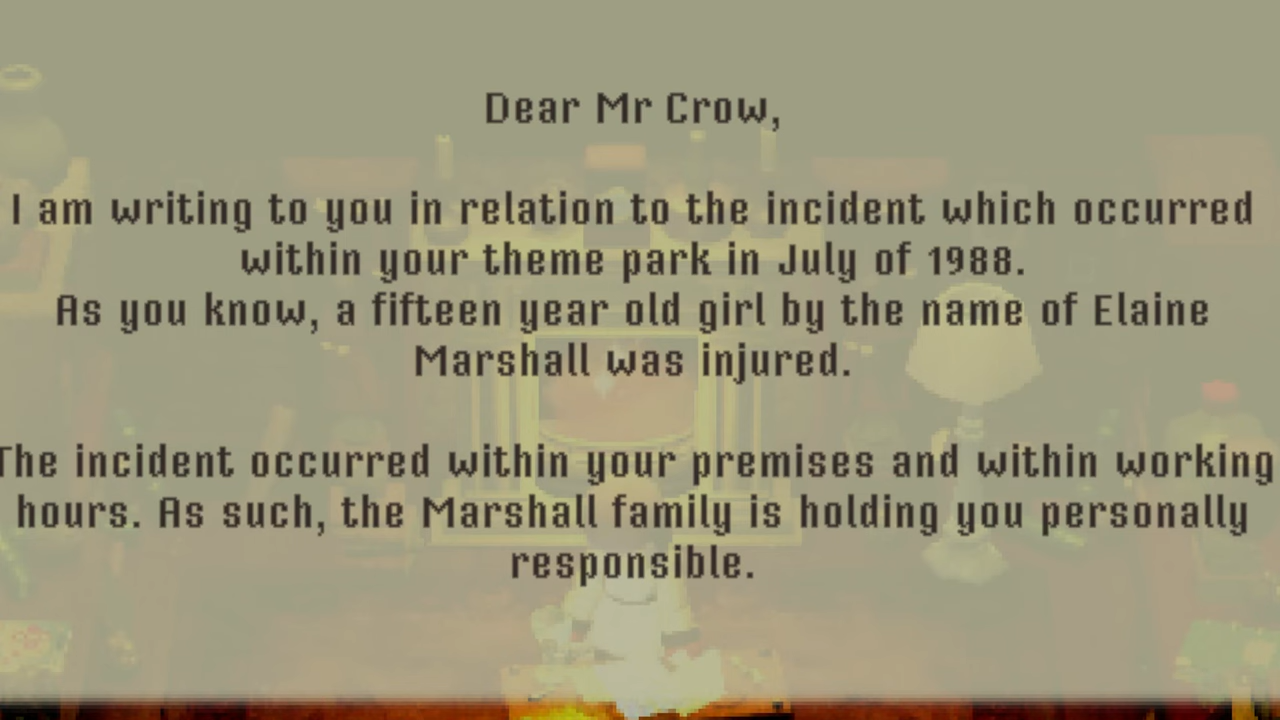 Dear Mr Crow,
I am writing to you in relation to the incident which occurred
within your theme park in July of 1988.
As you know, a fifteen year old girl by the name of Elaine
Marshall was injured.
The incident occurred within your premises and within working
hours. As such, the Marshall family is holding you personally
responsible.